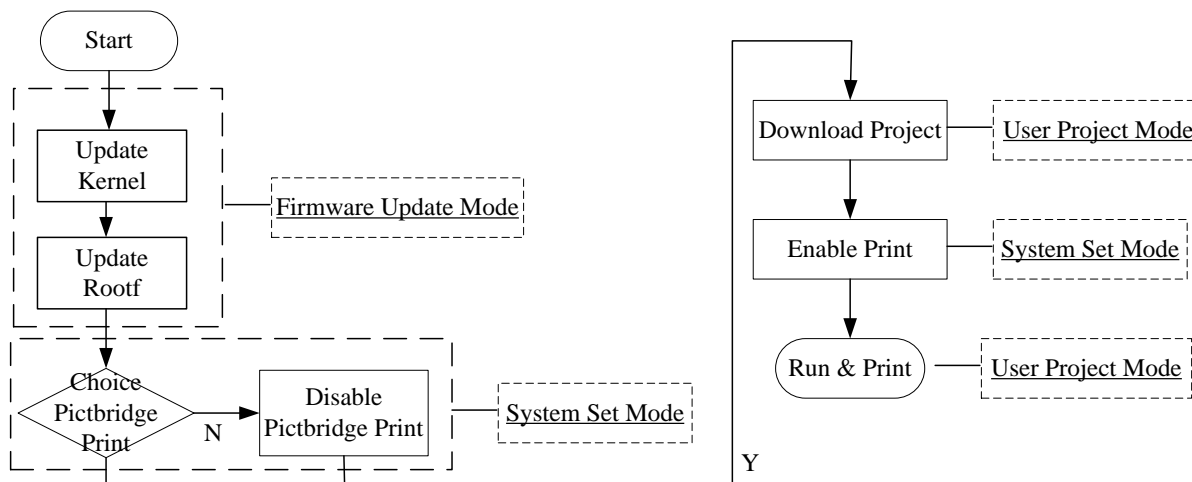 Start
Update
Kernel
Update
Rootf
Firmware Update Mode
Choice
Pictbridge
Print
N
Disable
Pictbridge Print
System Set Mode
Download Project
User Project Mode
Enable Print
System Set Mode
Run & Print
User Project Mode
Y